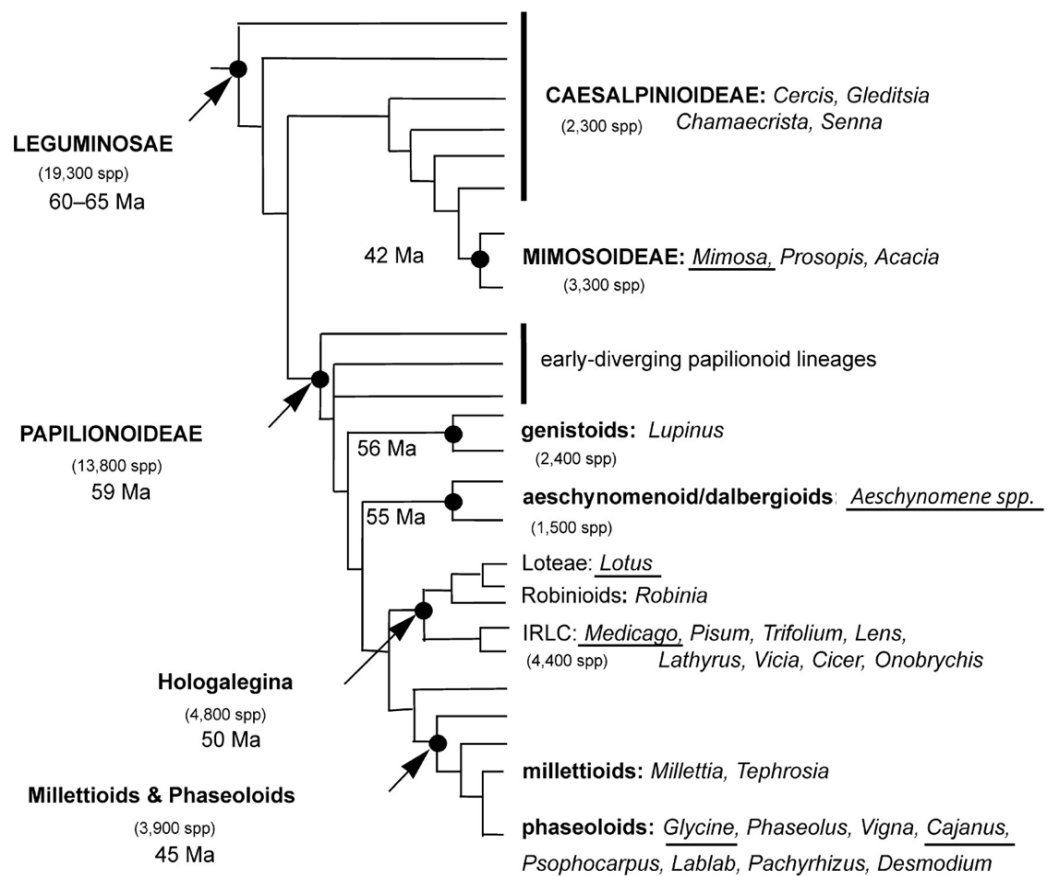 CAESALPINIOIDEAE: Cercis, Gleditsia
(2,300 spp) Chamaecrista, Senna
LEGUMINOSAE
(19,300 spp)
60–65 Ma
42 Ma
MIMOSOIDEAE: Mimosa, Prosopis, Acacia
(3,300 spp)
early-diverging papilionoid lineages
PAPILIONOIDEAE
(13,800 spp)
59 Ma
56 Ma
genistoids: Lupinus
(2,400 spp)
55 Ma
aeschynomenoid/dalbergioids: Aeschynomene spp.
(1,500 spp)
Loteae: Lotus
Robinioids: Robinia
IRLC: Medicago, Pisum, Trifolium, Lens,
(4,400 spp) Lathyrus, Vicia, Cicer, Onobrychis
Hologalegina
(4,800 spp)
50 Ma
Millettioids & Phaseoloids
(3,900 spp)
45 Ma
millettioids: Millettia, Tephrosia
phaseoloids: Glycine, Phaseolus, Vigna, Cajanus,
Psophocarpus, Lablab, Pachyrhizus, Desmodium